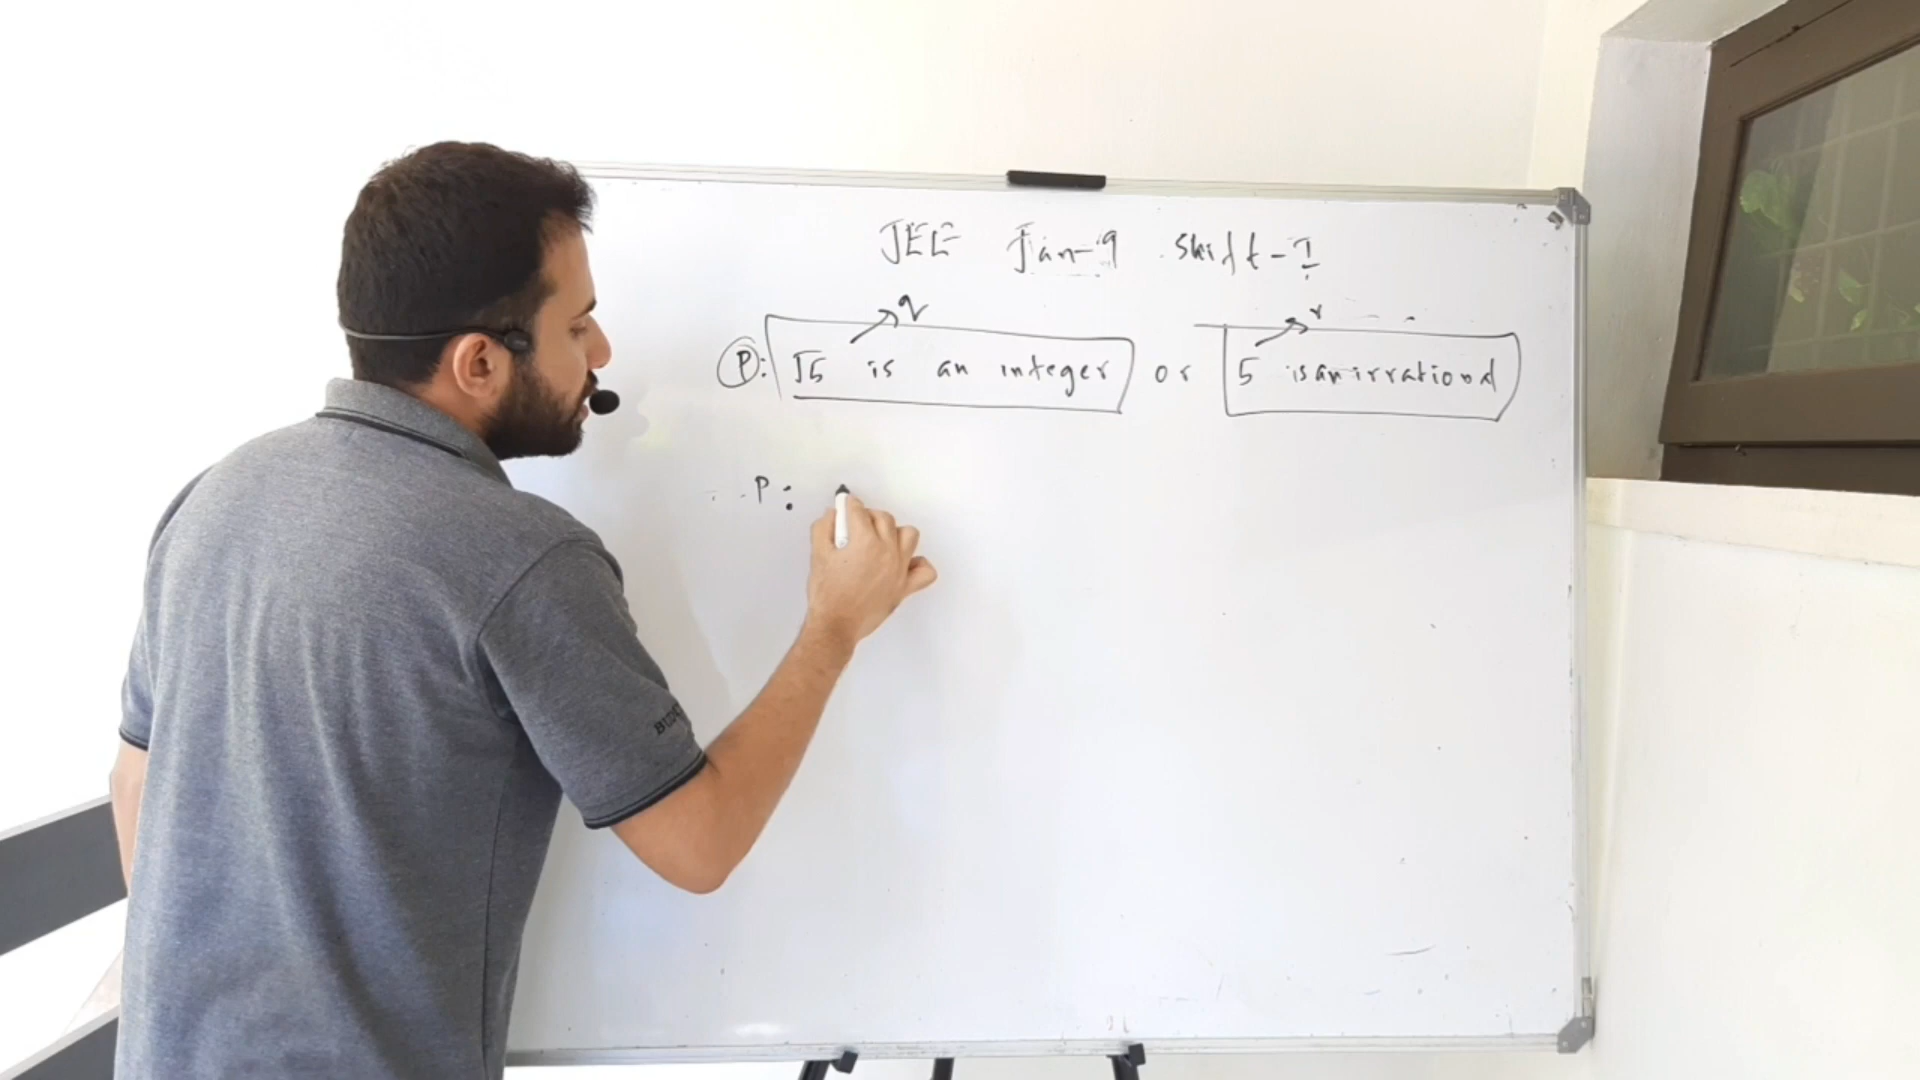 JEE Jan-9 Shift-I
q r
P: √5 is an integer or 5 is an irrational
P: